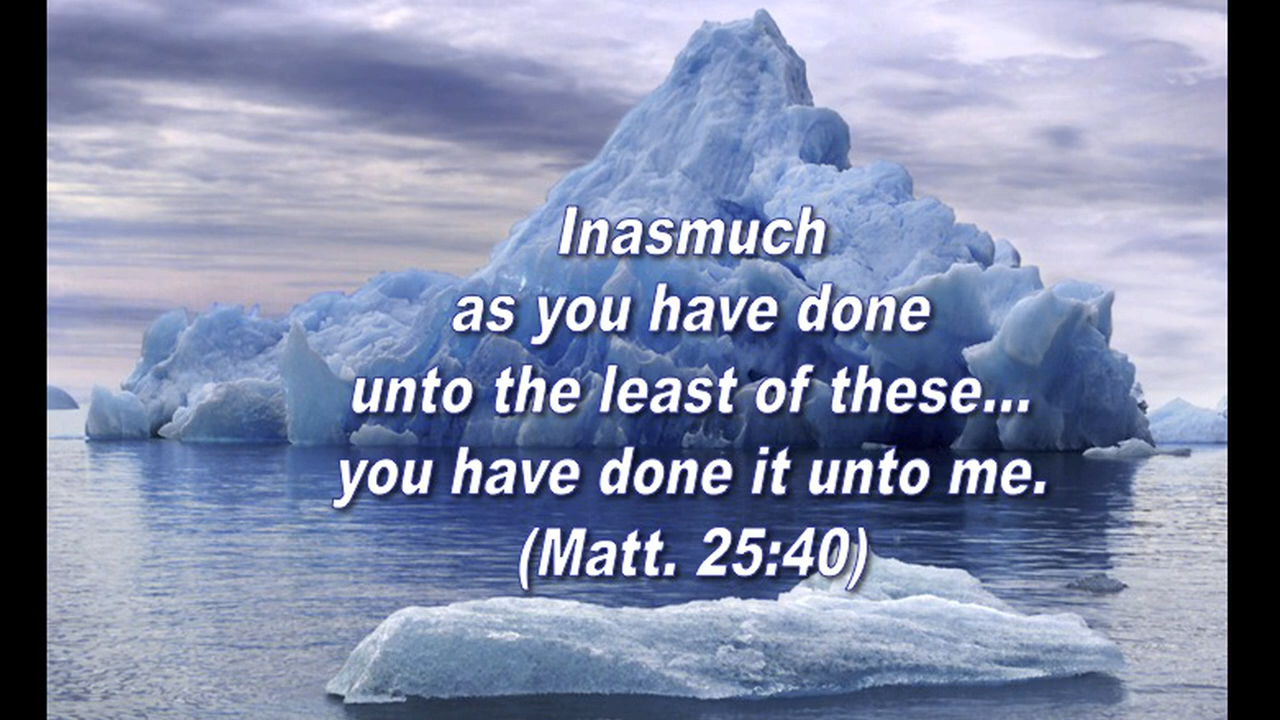 Inasmuch
as you have done
unto the least of these...
you have done it unto me.
(Matt. 25:40)